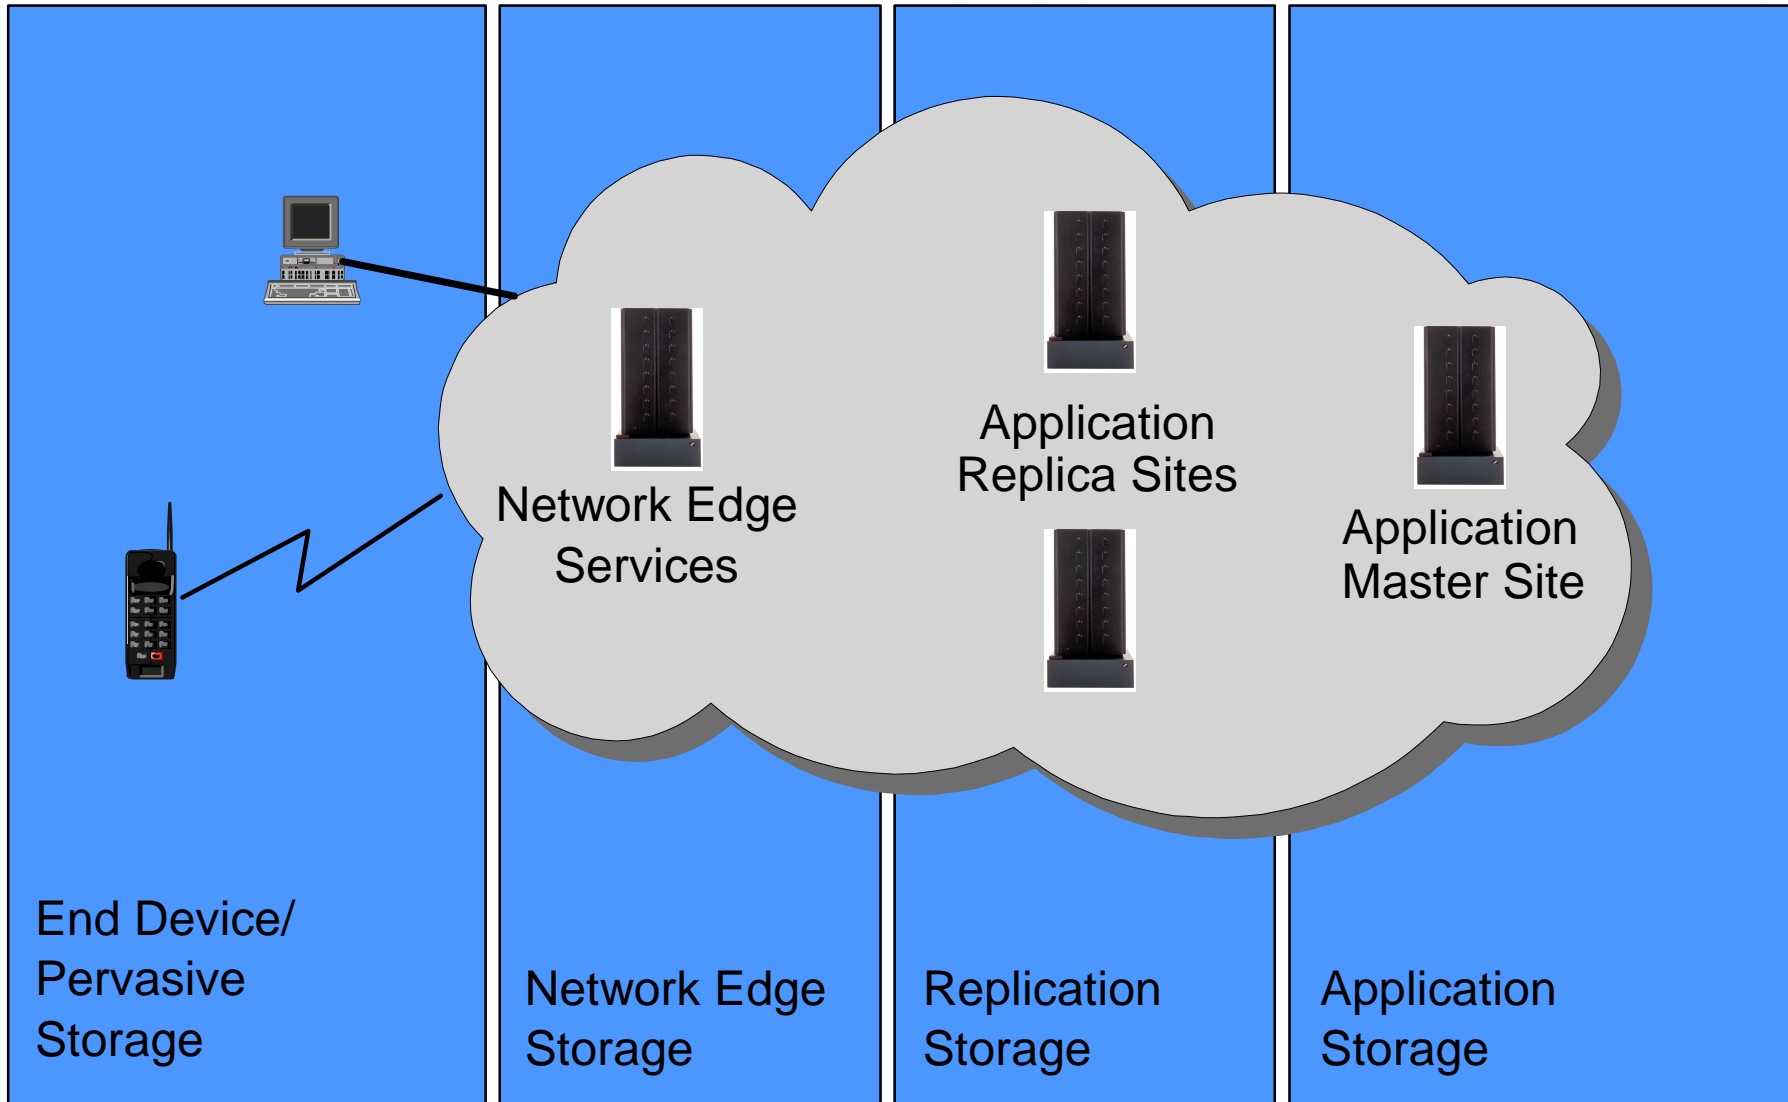 Application
Replica Sites
Network Edge
Services
Application
Master Site
End Device/
Pervasive
Storage
Network Edge
Storage
Replication
Storage
Application
Storage